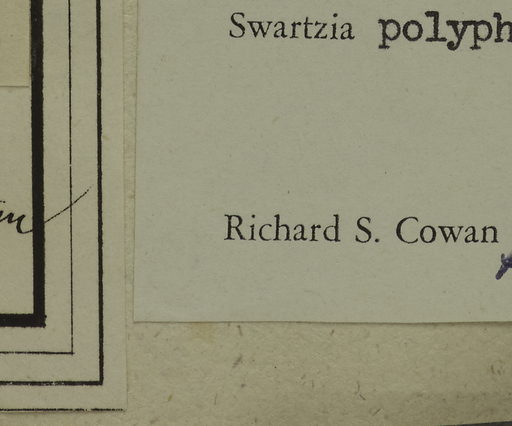 Swartzia polyph
Richard S. Cowan